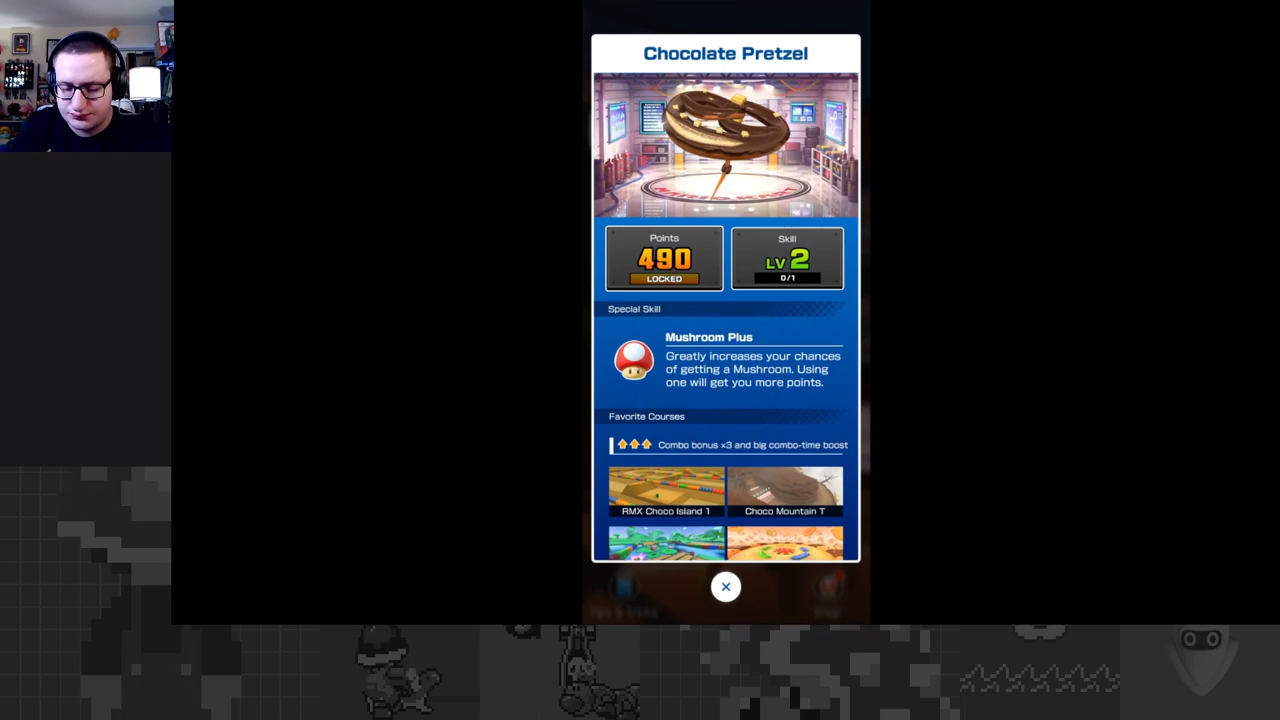 Chocolate Pretzel
Points
490
LOCKED
Skill
LV 2
0/1
Special Skill
Mushroom Plus
Greatly increases your chances
of getting a Mushroom. Using
one will get you more points.
Favorite Courses
Combo bonus ×3 and big combo-time boost
RMX Choco Island 1
Choco Mountain T